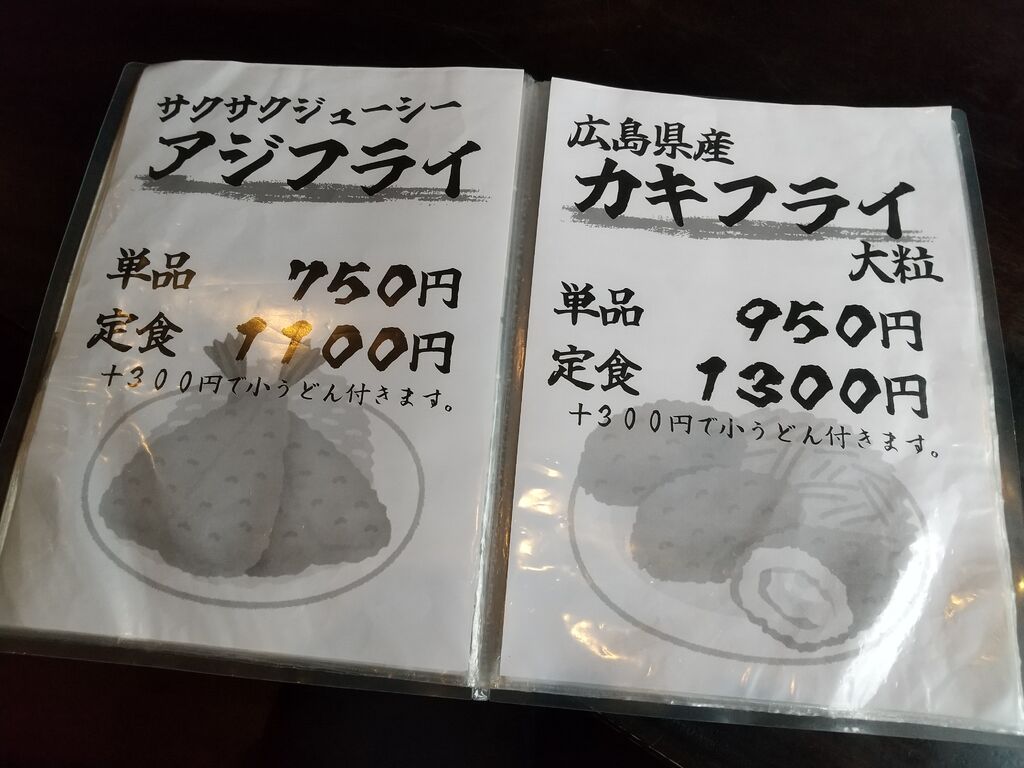 サクサクジューシー
アジフライ
単品 750円
定食 1100円
+300円で小うどん付きます。
広島県産
カキフライ
大粒
単品 950円
定食 1300円
+300円で小うどん付きます。